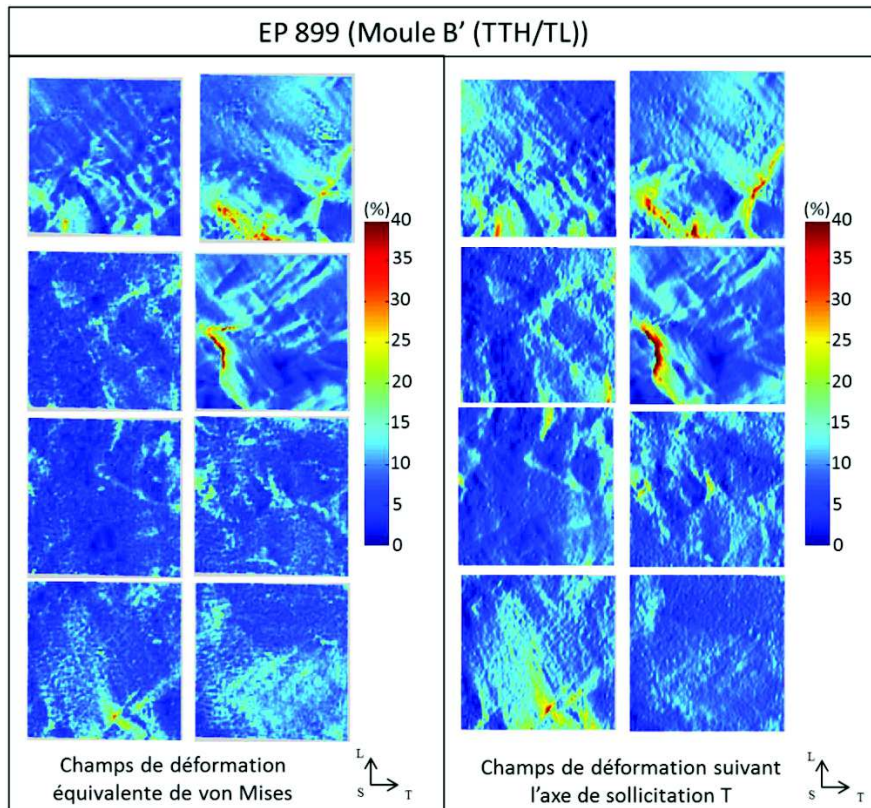 EP 899 (Moule B’ (TTH/TL))
(%)
40
35
30
25
20
15
10
5
0
Champs de déformation
équivalente de von Mises
L
S
T
(%)
40
35
30
25
20
15
10
5
0
Champs de déformation suivant
l’axe de sollicitation T
L
S
T